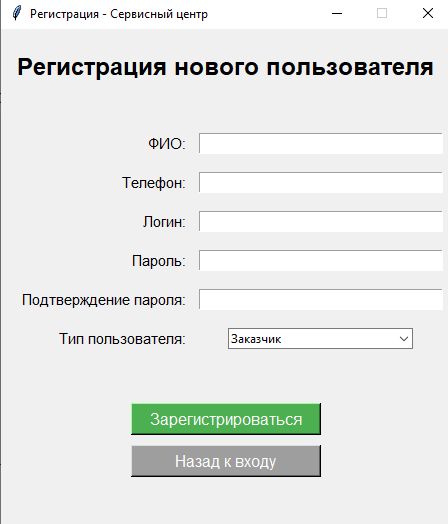 Регистрация - Сервисный центр
Регистрация нового пользователя
ФИО:
Телефон:
Логин:
Пароль:
Подтверждение пароля:
Тип пользователя: Заказчик
Зарегистрироваться
Назад к входу